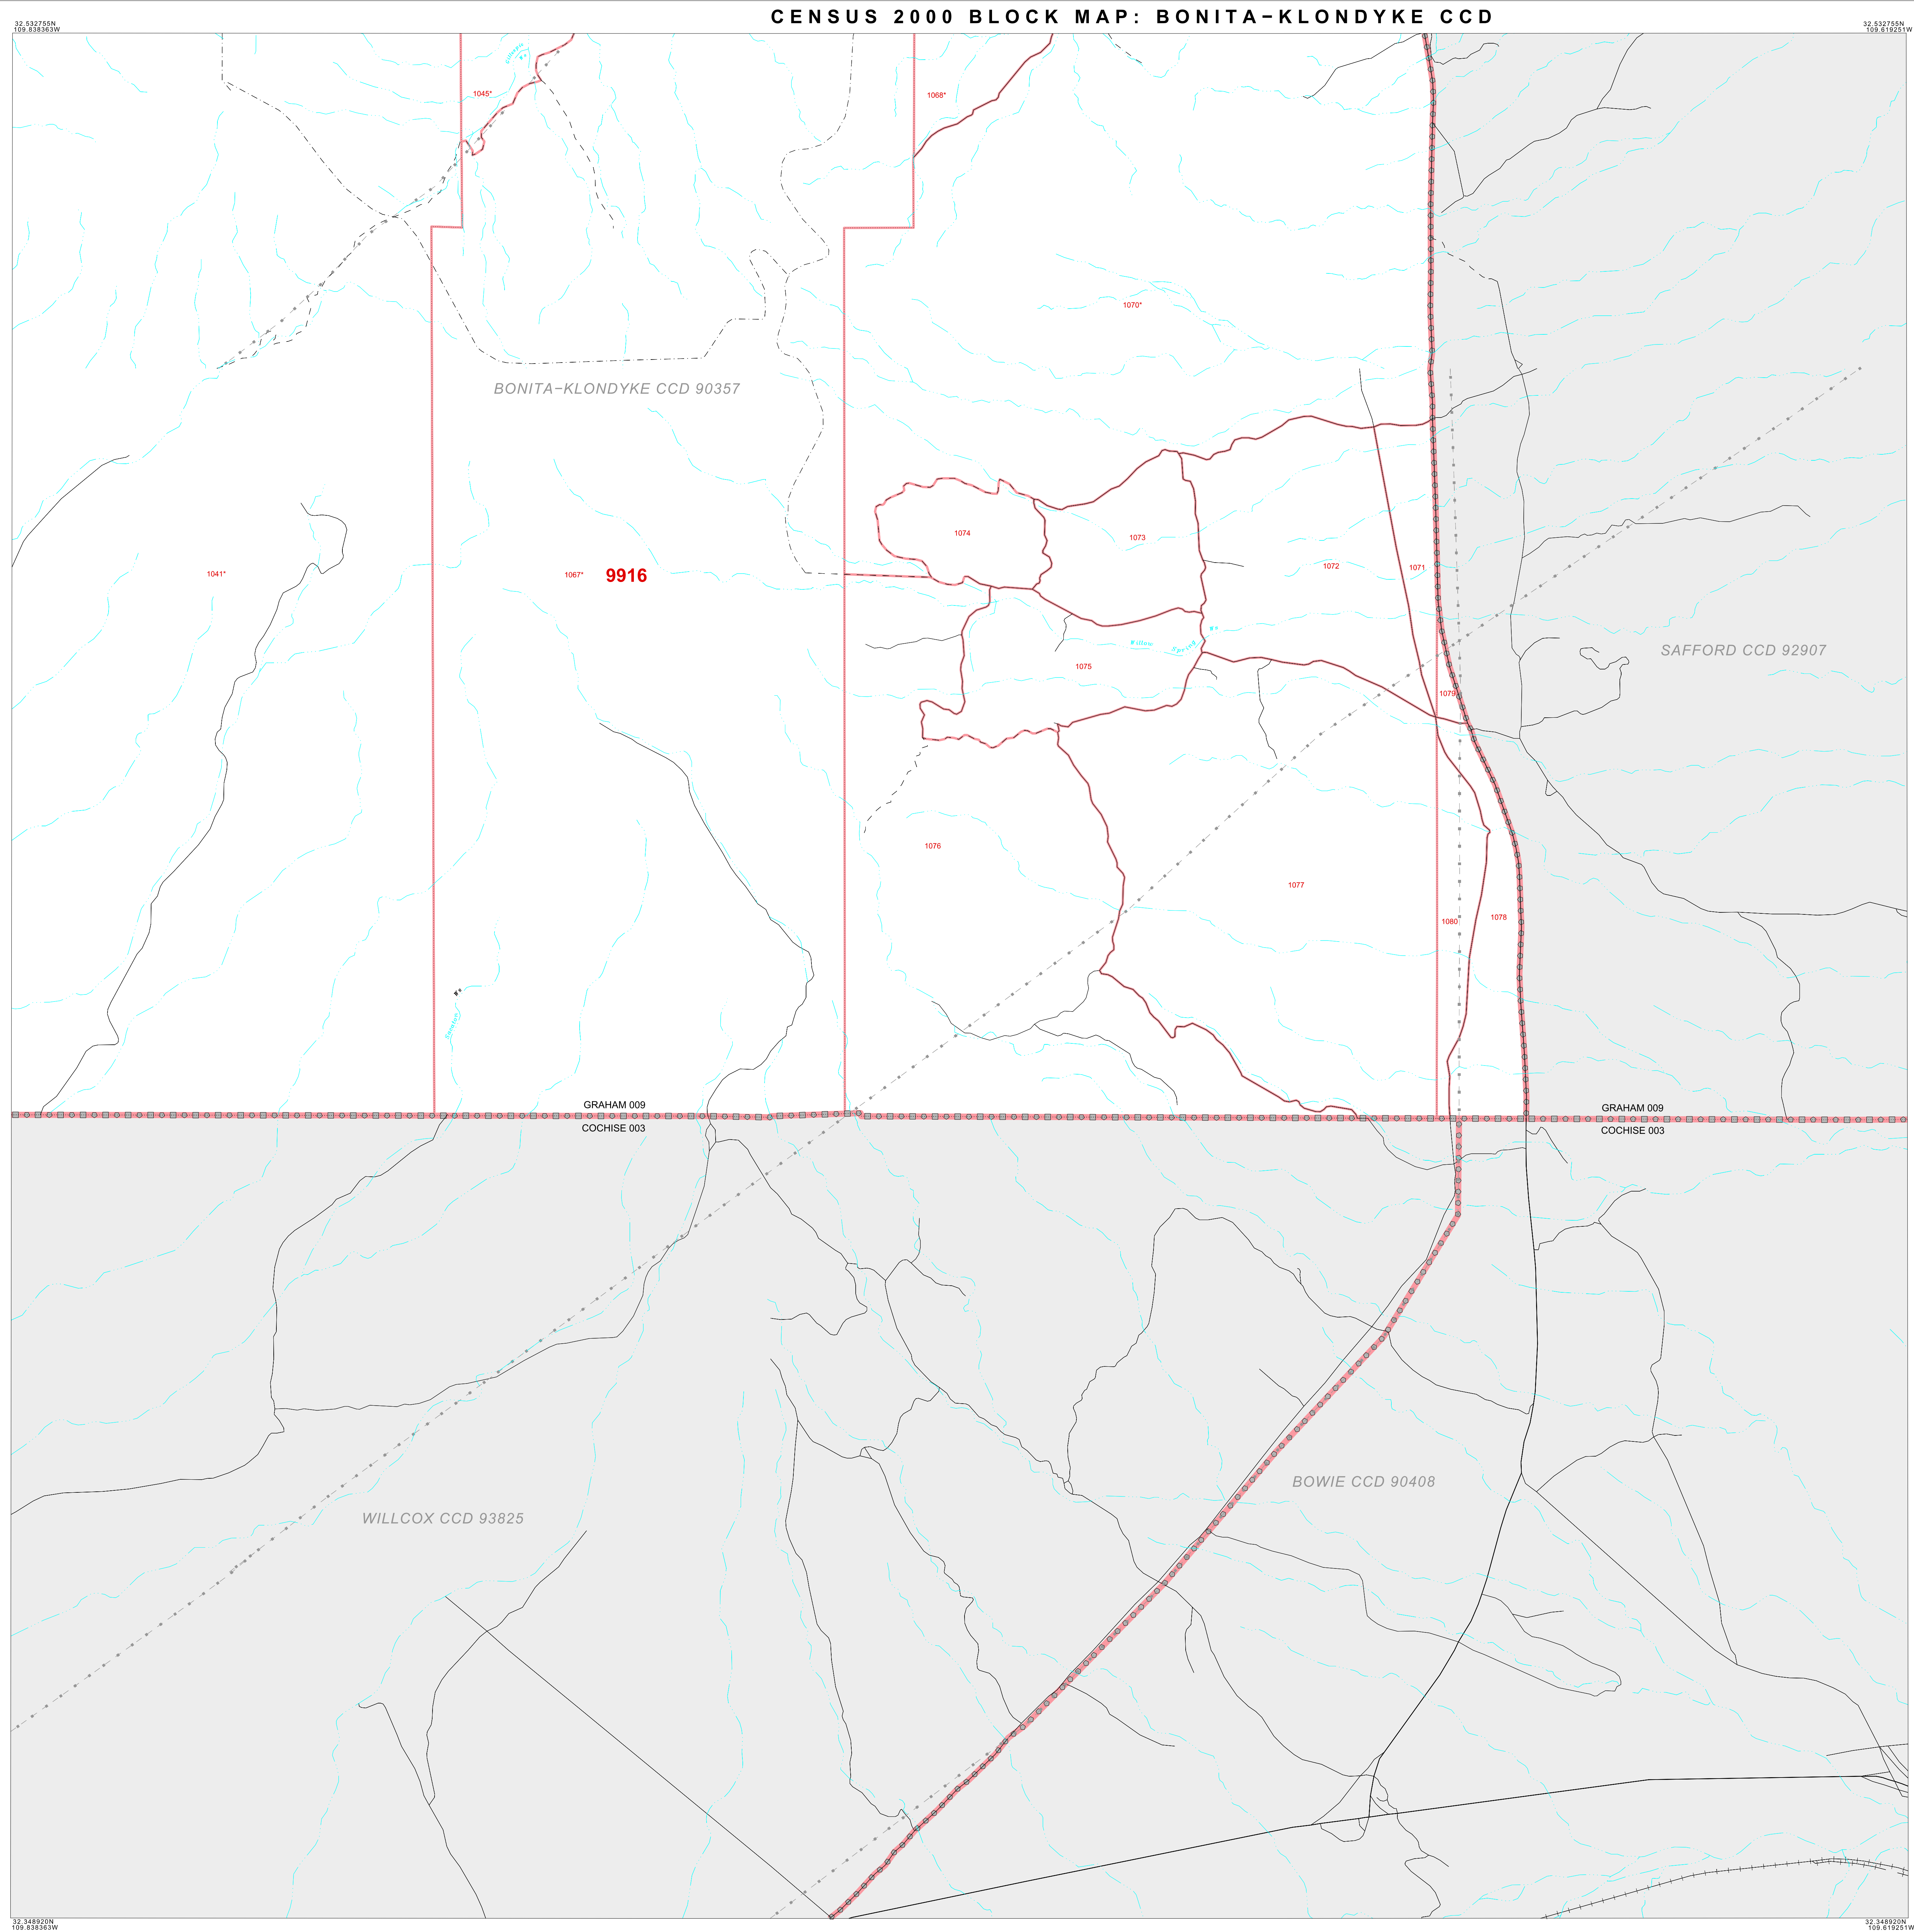 CENSUS 2000 BLOCK MAP: BONITA−KLONDYKE CCD
32.532755N
109.838363W
32.532755N
109.619251W
1045*
1068*
1070*
BONITA−KLONDYKE CCD 90357
1074
1073
1072
1071
1041*
1067*
9916
Willow
Spring
SAFFORD CCD 92907
1075
1079
1076
1077
1080
1078
GRAHAM 009
COCHISE 003
GRAHAM 009
COCHISE 003
BOWIE CCD 90408
WILLCOX CCD 93825
32.348920N
109.838363W
32.348920N
109.619251W